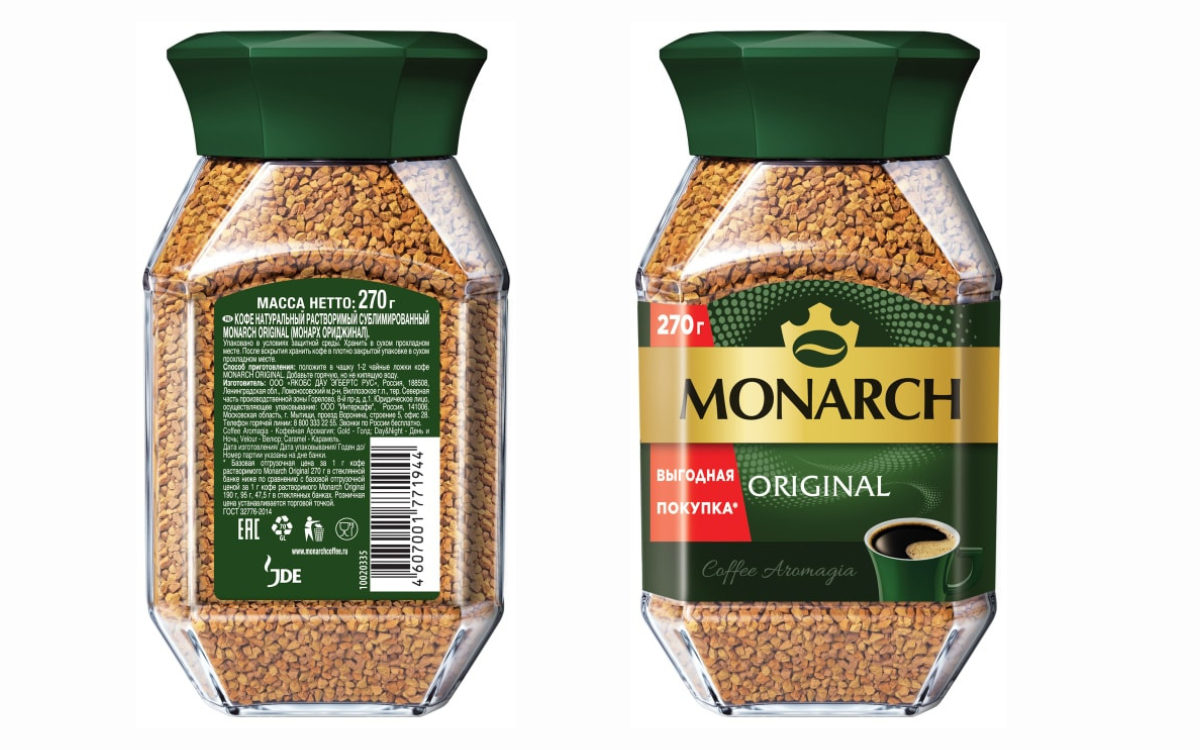 МАССА НЕТТО: 270 г
КОФЕ НАТУРАЛЬНЫЙ РАСТВОРИМЫЙ СУБЛИМИРОВАННЫЙ
MONARCH ORIGINAL (МОНАРХ ОРИДЖИНАЛ).
Упаковано в условиях защитной среды. Хранить в сухом прохладном
месте. После вскрытия хранить кофе в плотно закрытой упаковке в сухом
прохладном месте.
Способ приготовления: положите в чашку 1-2 чайные ложки кофе
MONARCH ORIGINAL. Добавьте горячую, но не кипящую воду.
Изготовитель: ООО «ЯКОБС ДАУ ЭГБЕРТС РУС», Россия, 188508,
Ленинградская обл., Ломоносовский м.р-н, Виллозское г.п., тер. Северная
часть производственной зоны Горелово, 8-й пр-д, д.1. Юридическое лицо,
осуществляющее упаковывание: ООО "Интеркафе", Россия, 141006,
Московская область, г. Мытищи, проезд Воронина, строение 5, офис 28.
Телефон горячей линии: 8 800 333 22 55. Звонки по России бесплатно.
Coffee Aromagia - Кофейная Аромагия; Gold - Голд; Day&Night - День и
Ночь; Velour - Велюр; Caramel - Карамель.
Дата изготовления/ Дата упаковывания/ Годен до/
Номер партии указаны на дне банки.
* Базовая отгрузочная цена за 1 г кофе
растворимого Monarch Original 270 г в стеклянной
банке ниже по сравнению с базовой отгрузочной
ценой за 1 г кофе растворимого Monarch Original
190 г, 95 г, 47,5 г в стеклянных банках. Розничная
цена устанавливается торговой точкой.
ГОСТ 32776-2014
EAC
70
GL
www.monarchcoffee.ru
JDE
10020335
4 607001 771944
270 г
MONARCH
ВЫГОДНАЯ
ПОКУПКА*
ORIGINAL
Coffee Aromagia